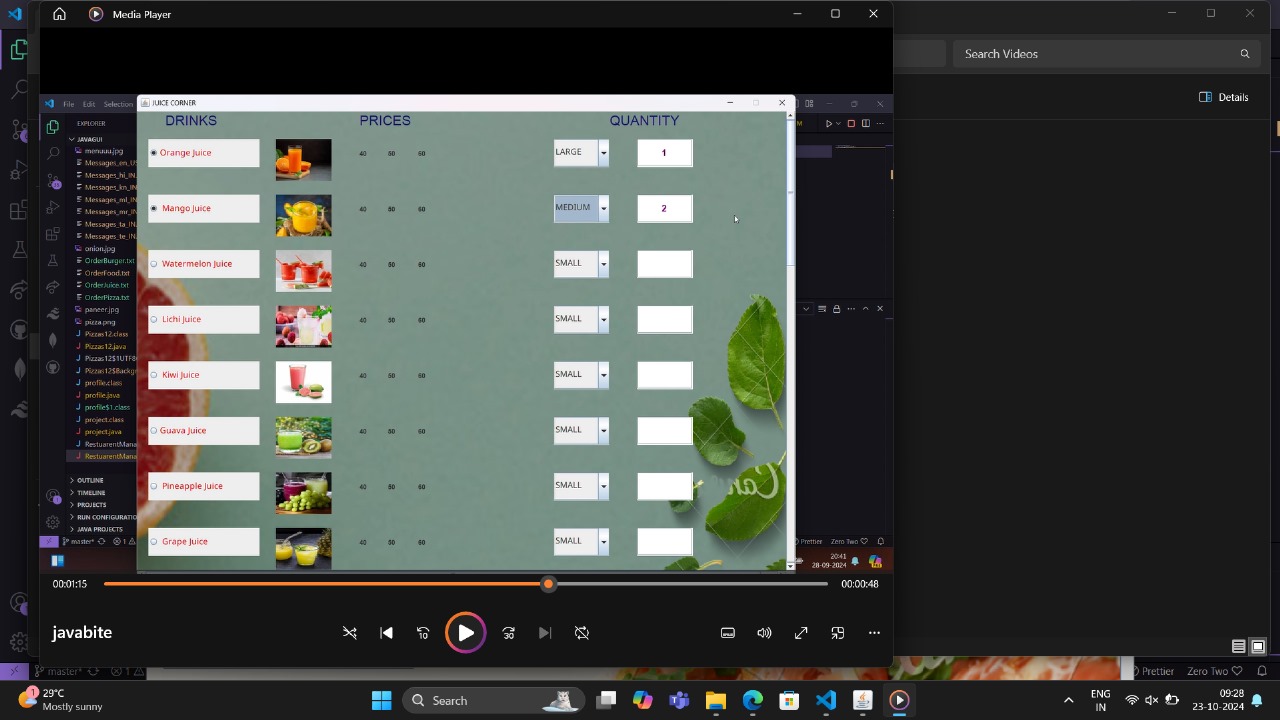 Media Player
Search Videos
Details
JUICE CORNER
File Edit Selection
EXPLORER
JAVAGUI
menuuu.jpg
Messages_en_US
Messages_hi_IN.
Messages_kn_IN.
Messages_ml_IN
Messages_mr_IN
Messages_ta_IN.
Messages_te_IN.
onion.jpg
OrderBurger.txt
OrderFood.txt
OrderJuice.txt
OrderPizza.txt
paneer.jpg
pizza.png
Pizzas12.class
Pizzas12.java
Pizzas12$1UTF8
Pizzas12$Backg
profile.class
profile.java
profile$1.class
project.class
project.java
RestuarentMana
RestuarentMana
OUTLINE
TIMELINE
PROJECTS
RUN CONFIGURATIO
JAVA PROJECTS
master*
1
DRINKS PRICES QUANTITY
Orange Juice 40 50 60 LARGE 1
Mango Juice 40 50 60 MEDIUM 2
Watermelon Juice 40 50 60 SMALL
Lichi Juice 40 50 60 SMALL
Kiwi Juice 40 50 60 SMALL
Guava Juice 40 50 60 SMALL
Pineapple Juice 40 50 60 SMALL
Grape Juice 40 50 60 SMALL
Prettier Zero Two
20:41
28-09-2024
00:01:15 00:00:48
javabite
10
30
master* 1
Prettier Zero Two
1
29°C
Mostly sunny
Search
ENG
IN
09:28
23-10-2024